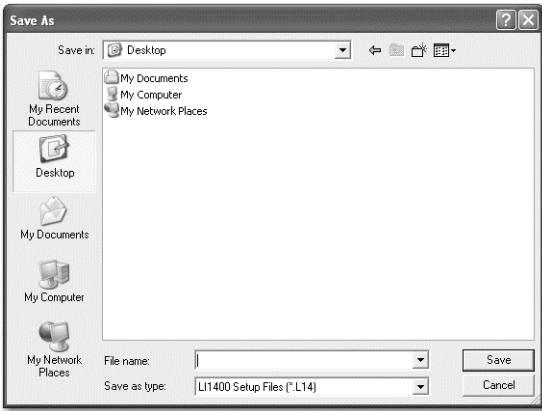 Save As
Save in:
Desktop
My Documents
My Computer
My Network Places
My Recent
Documents
Desktop
My Documents
My Computer
My Network
Places
File name:
Save
Save as type:
LI1400 Setup Files (*.L14)
Cancel